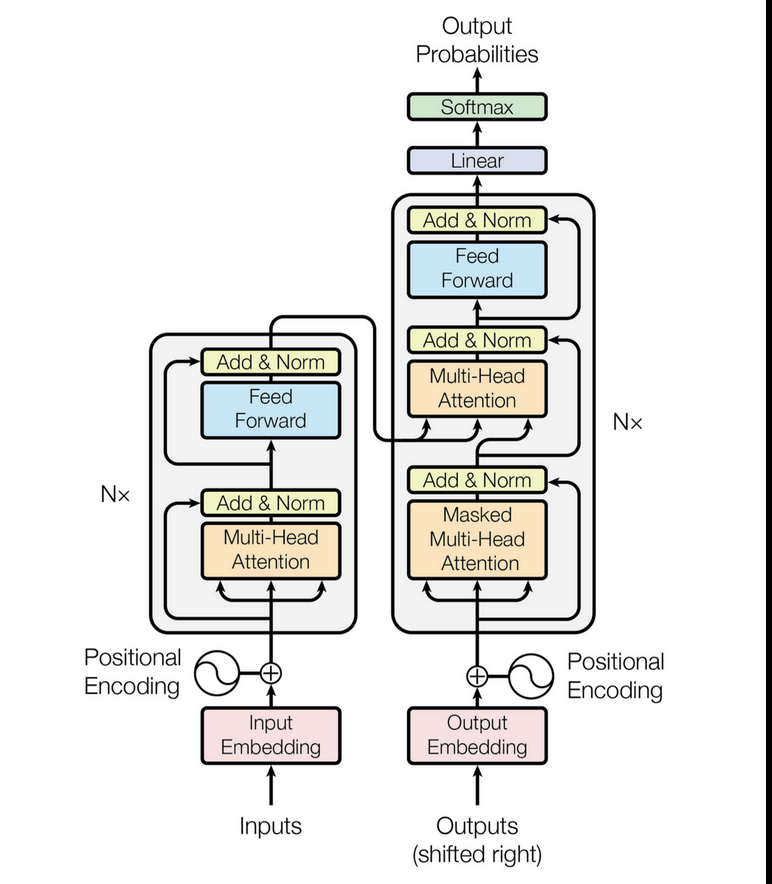 Output
Probabilities
Softmax
Linear
Add & Norm
Feed
Forward
Add & Norm
Multi-Head
Attention
Add & Norm
Masked
Multi-Head
Attention
Nx
Add & Norm
Feed
Forward
Add & Norm
Multi-Head
Attention
N×
Positional
Encoding
Positional
Encoding
Input
Embedding
Output
Embedding
Inputs
Outputs
(shifted right)